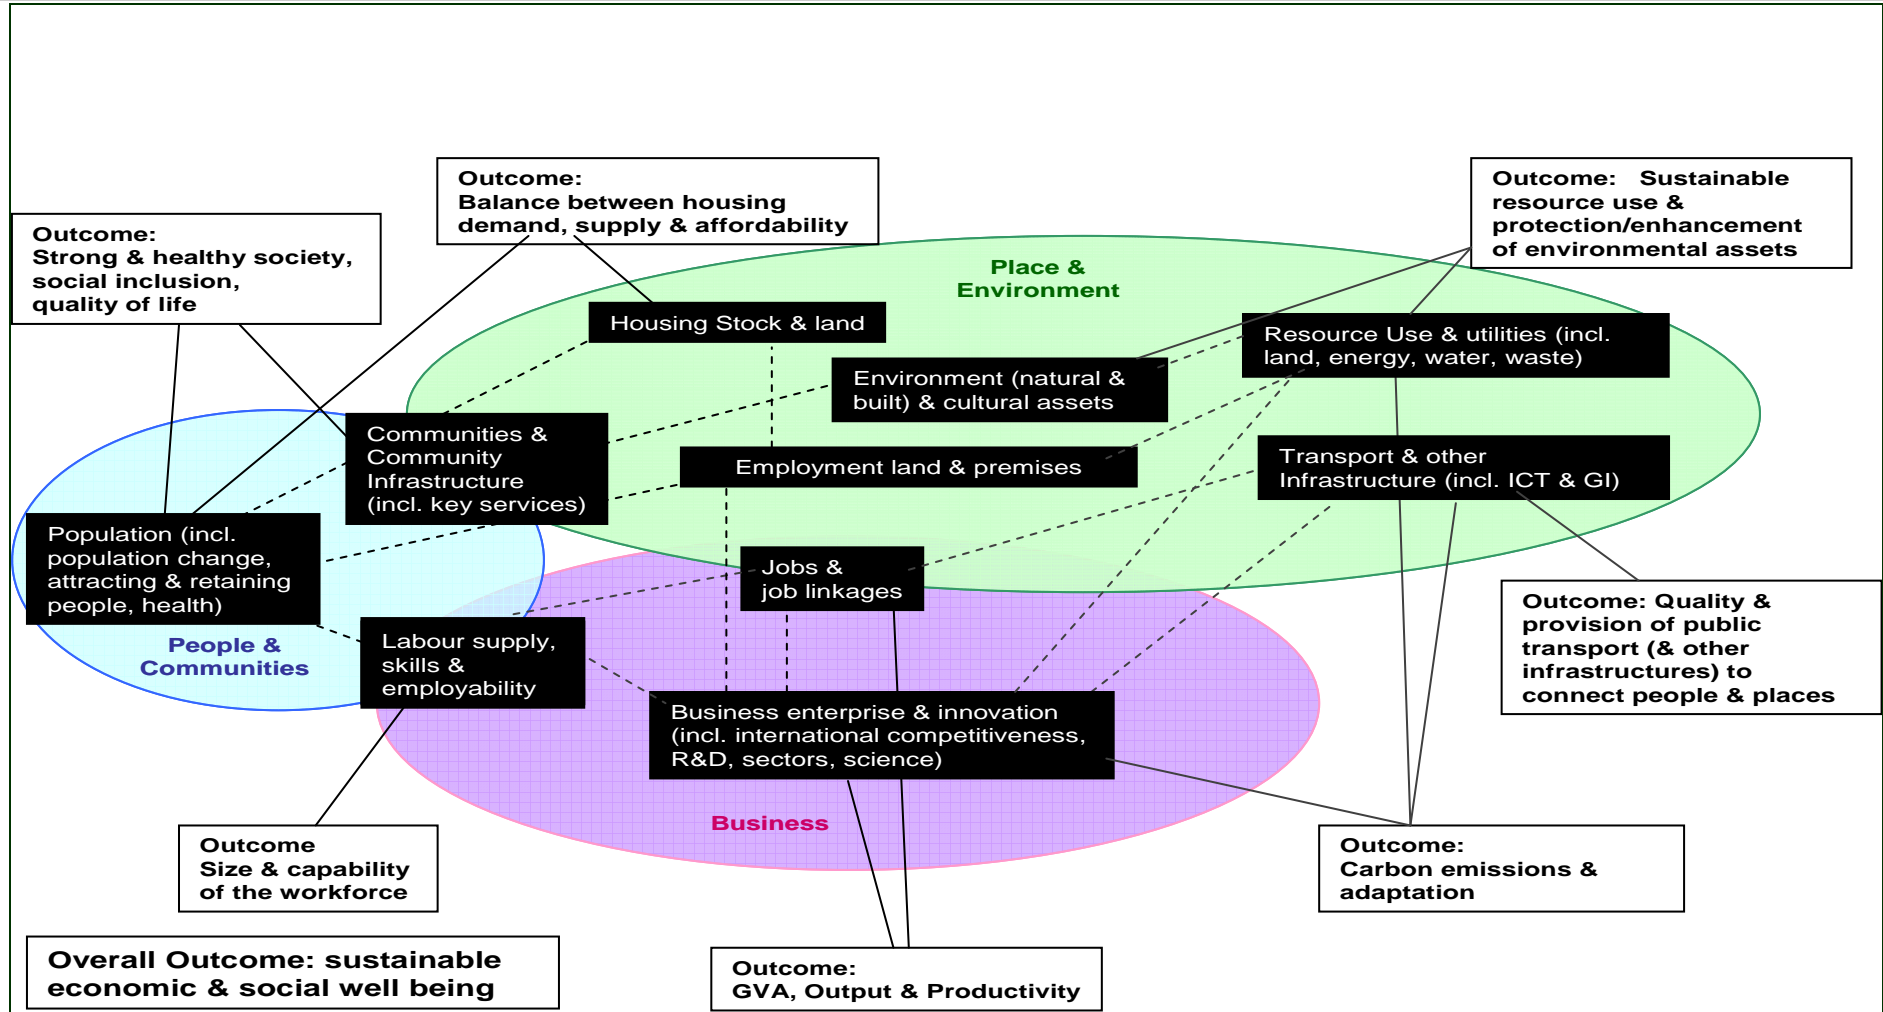 Outcome:
Balance between housing
demand, supply & affordability
Outcome: Sustainable
resource use &
protection/enhancement
of environmental assets
Outcome:
Strong & healthy society,
social inclusion,
quality of life
Place &
Environment
Housing Stock & land
Resource Use & utilities (incl.
land, energy, water, waste)
Environment (natural &
built) & cultural assets
Communities &
Community
Infrastructure
(incl. key services)
Employment land & premises
Transport & other
Infrastructure (incl. ICT & GI)
Population (incl.
population change,
attracting & retaining
people, health)
Jobs &
job linkages
People &
Communities
Labour supply,
skills &
employability
Outcome: Quality &
provision of public
transport (& other
infrastructures) to
connect people & places
Business enterprise & innovation
(incl. international competitiveness,
R&D, sectors, science)
Business
Outcome
Size & capability
of the workforce
Outcome:
Carbon emissions &
adaptation
Overall Outcome: sustainable
economic & social well being
Outcome:
GVA, Output & Productivity